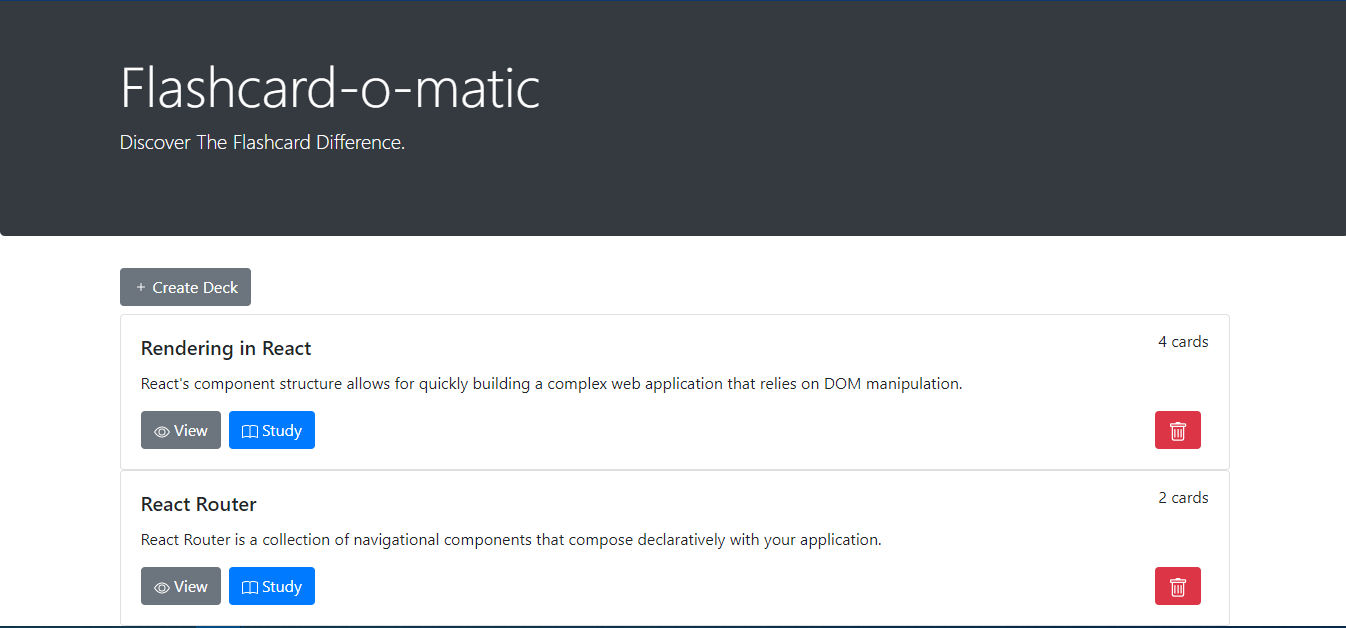 Flashcard-o-matic
Discover The Flashcard Difference.
+ Create Deck
Rendering in React
4 cards
React's component structure allows for quickly building a complex web application that relies on DOM manipulation.
View
Study
React Router
2 cards
React Router is a collection of navigational components that compose declaratively with your application.
View
Study